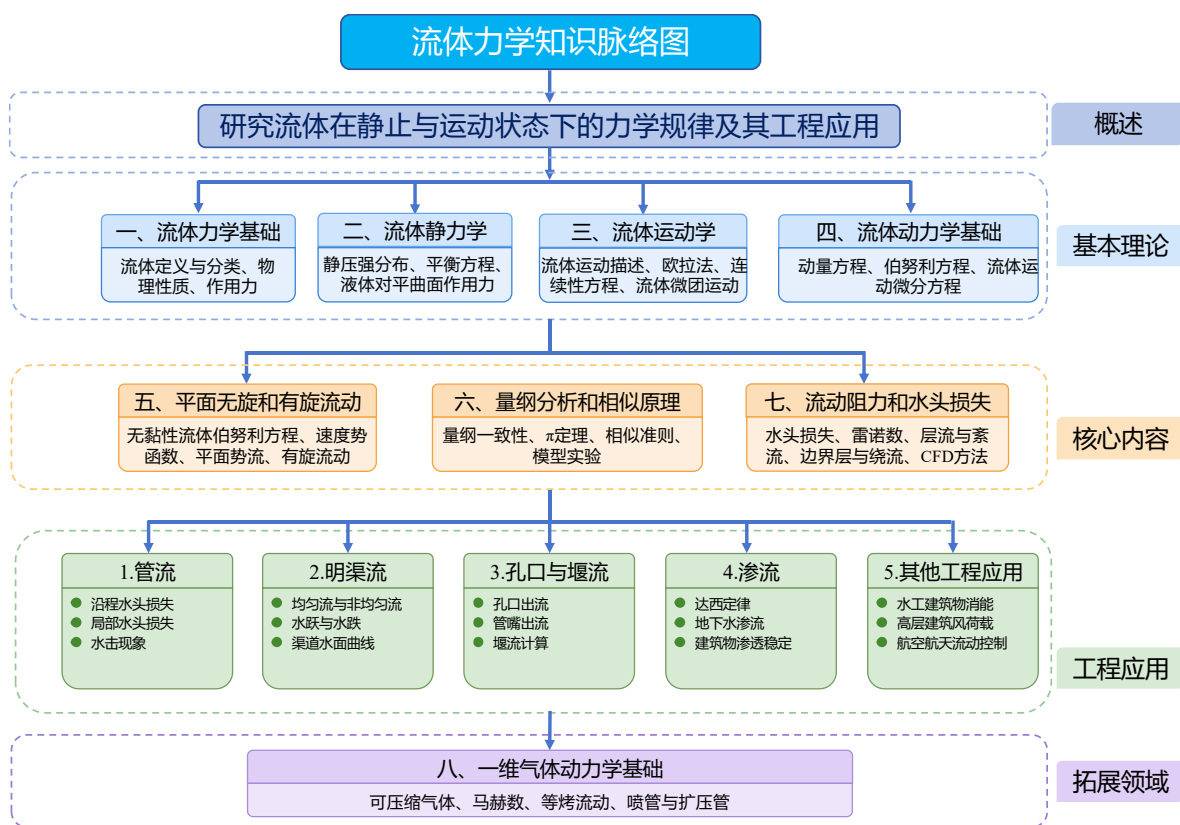 流体力学知识脉络图
研究流体在静止与运动状态下的力学规律及其工程应用
概述
一、流体力学基础
流体定义与分类、物
理性质、作用力
二、流体静力学
静压强分布、平衡方程、
液体对平曲面作用力
三、流体运动学
流体运动描述、欧拉法、连
续性方程、流体微团运动
四、流体动力学基础
动量方程、伯努利方程、流体运
动微分方程
基本理论
五、平面无旋和有旋流动
无黏性流体伯努利方程、速度势
函数、平面势流、有旋流动
六、量纲分析和相似原理
量纲一致性、π定理、相似准则、
模型实验
七、流动阻力和水头损失
水头损失、雷诺数、层流与紊
流、边界层与绕流、CFD方法
核心内容
1.管流
沿程水头损失
局部水头损失
水击现象
2.明渠流
均匀流与非均匀流
水跃与水跌
渠道水面曲线
3.孔口与堰流
孔口出流
管嘴出流
堰流计算
4.渗流
达西定律
地下水渗流
建筑物渗透稳定
5.其他工程应用
水工建筑物消能
高层建筑风荷载
航空航天流动控制
工程应用
八、一维气体动力学基础
可压缩气体、马赫数、等烤流动、喷管与扩压管
拓展领域